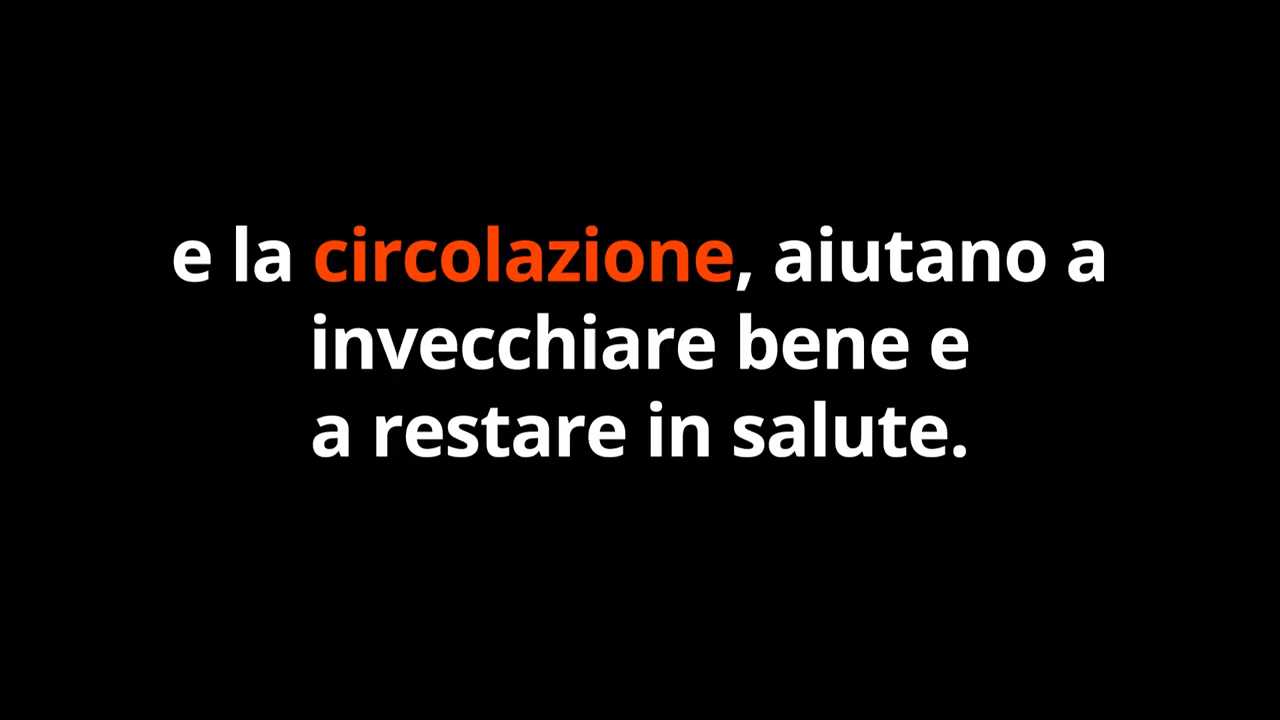 e la circolazione, aiutano a
invecchiare bene e
a restare in salute.